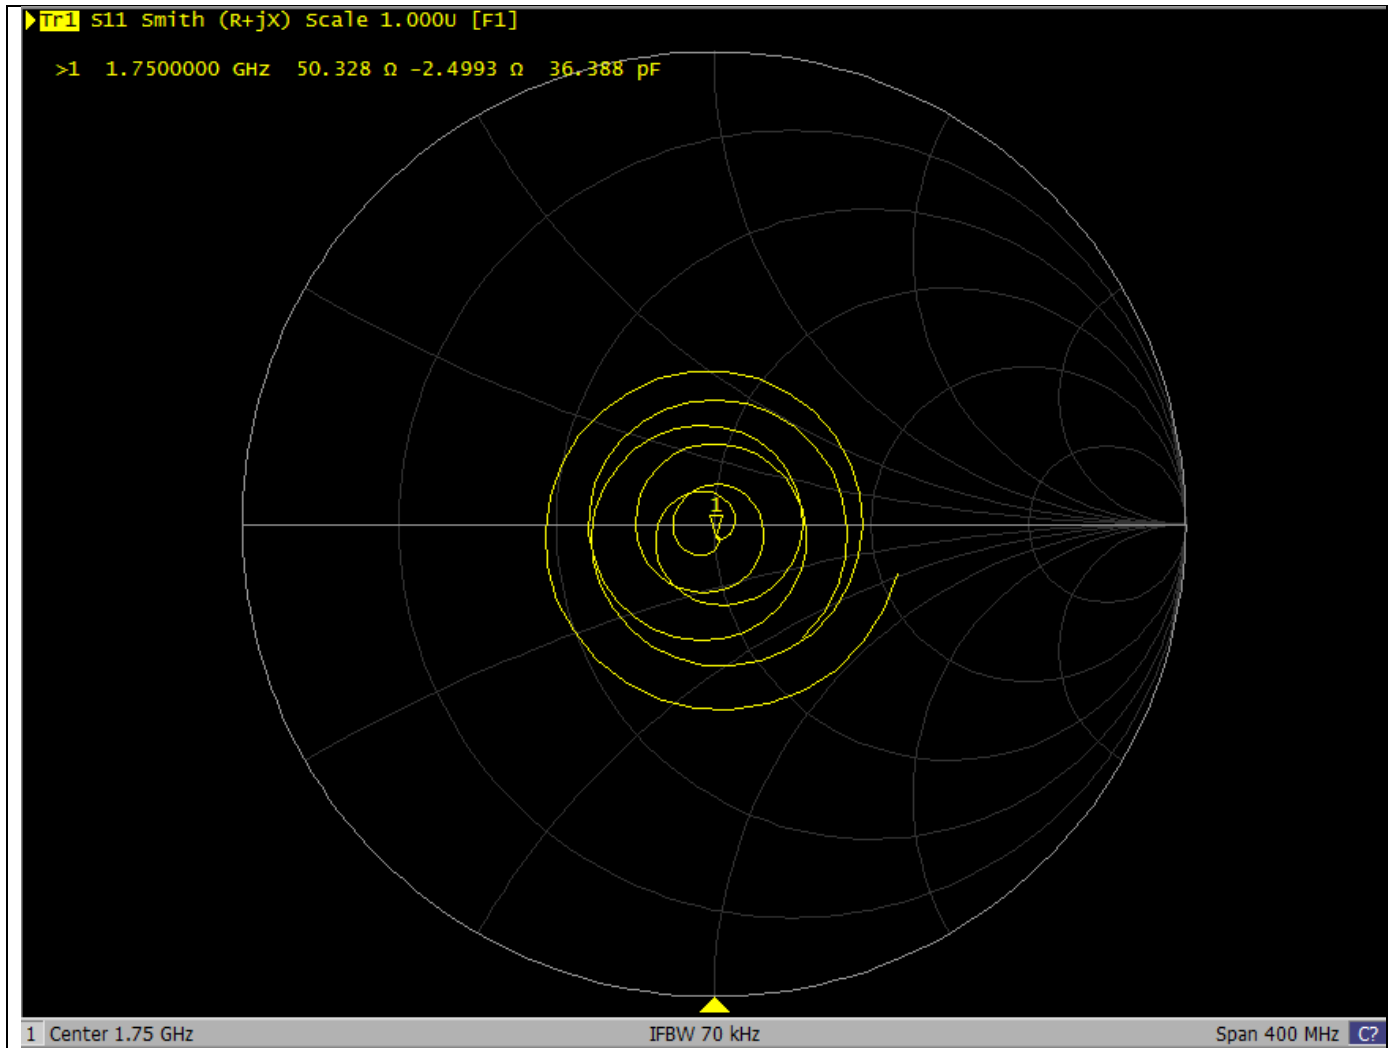 Tr1 S11 Smith (R+jX) Scale 1.000U [F1]
>1 1.7500000 GHz 50.328 Ω -2.4993 Ω 36.388 pF
1
1 Center 1.75 GHz IFBW 70 kHz Span 400 MHz C?